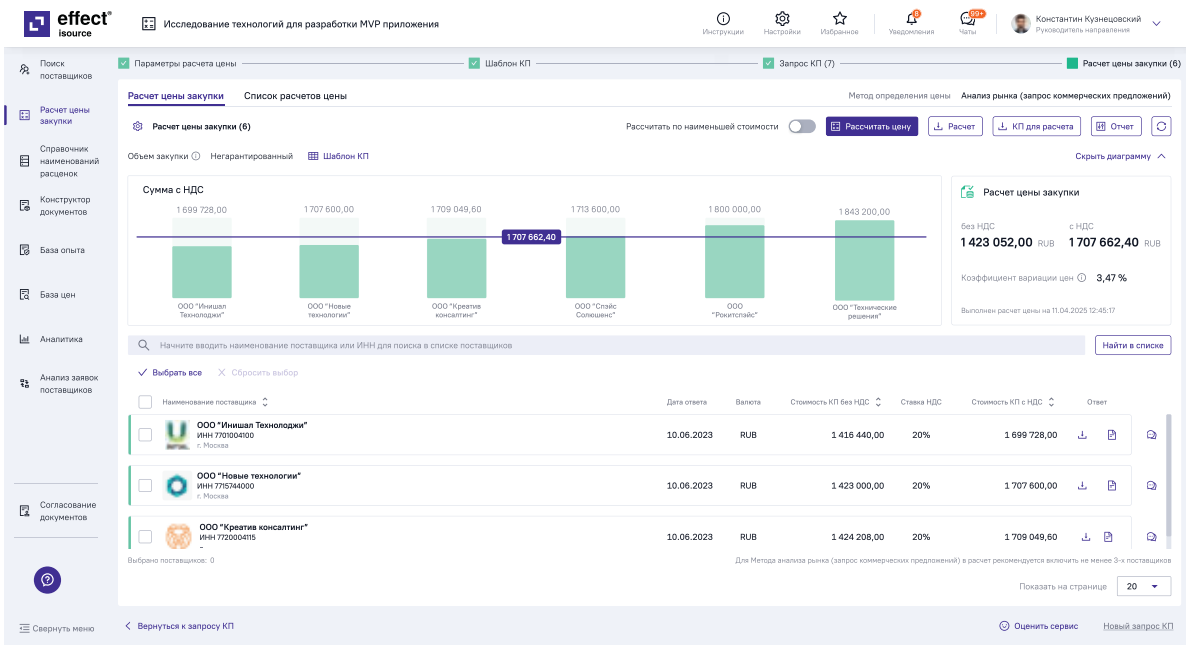 effect®
isource
Исследование технологий для разработки MVP приложения
Инструкции
Настройки
Избранное
6
Уведомления
99+
Чаты
Константин Кузнецовский
Руководитель направления
Поиск
поставщиков
Расчет цены
закупки
Справочник
наименований
расценок
Конструктор
документов
База опыта
База цен
Аналитика
Анализ заявок
поставщиков
Согласование
документов
Свернуть меню
Параметры расчета цены
Шаблон КП
Запрос КП (7)
Расчет цены закупки (6)
Расчет цены закупки
Список расчетов цены
Метод определения цены
Анализ рынка (запрос коммерческих предложений)
Расчет цены закупки (6)
Рассчитать по наименьшей стоимости
Рассчитать цену
Расчет
КП для расчета
Отчет
Объем закупки
Негарантированный
Шаблон КП
Скрыть диаграмму
Сумма с НДС
1 699 728,00
1 707 600,00
1 709 049,60
1 713 600,00
1 800 000,00
1 843 200,00
1 707 662,40
ООО "Инишал
Технолоджи"
ООО "Новые
технологии"
ООО "Креатив
консалтинг"
ООО "Спэйс
Солюшенс"
ООО
"Рокитспэйс"
ООО "Технические
решения"
Расчет цены закупки
без НДС
с НДС
1 423 052,00 RUB
1 707 662,40 RUB
Коэффициент вариации цен
3,47 %
Выполнен расчет цены на 11.04.2025 12:45:17
Начните вводить наименование поставщика или ИНН для поиска в списке поставщиков
Найти в списке
Выбрать все
Сбросить выбор
Наименование поставщика
Дата ответа
Валюта
Стоимость КП без НДС
Ставка НДС
Стоимость КП с НДС
Ответ
ООО "Инишал Технолоджи"
ИНН 7701004100
г. Москва
10.06.2023
RUB
1 416 440,00
20%
1 699 728,00
ООО "Новые технологии"
ИНН 7715744000
г. Москва
10.06.2023
RUB
1 423 000,00
20%
1 707 600,00
ООО "Креатив консалтинг"
ИНН 7720004115
10.06.2023
RUB
1 424 208,00
20%
1 709 049,60
Выбрано поставщиков: 0
Для Метода анализа рынка (запрос коммерческих предложений) в расчет рекомендуется включить не менее 3-х поставщиков
Показать на странице
20
Вернуться к запросу КП
Оценить сервис
Новый запрос КП